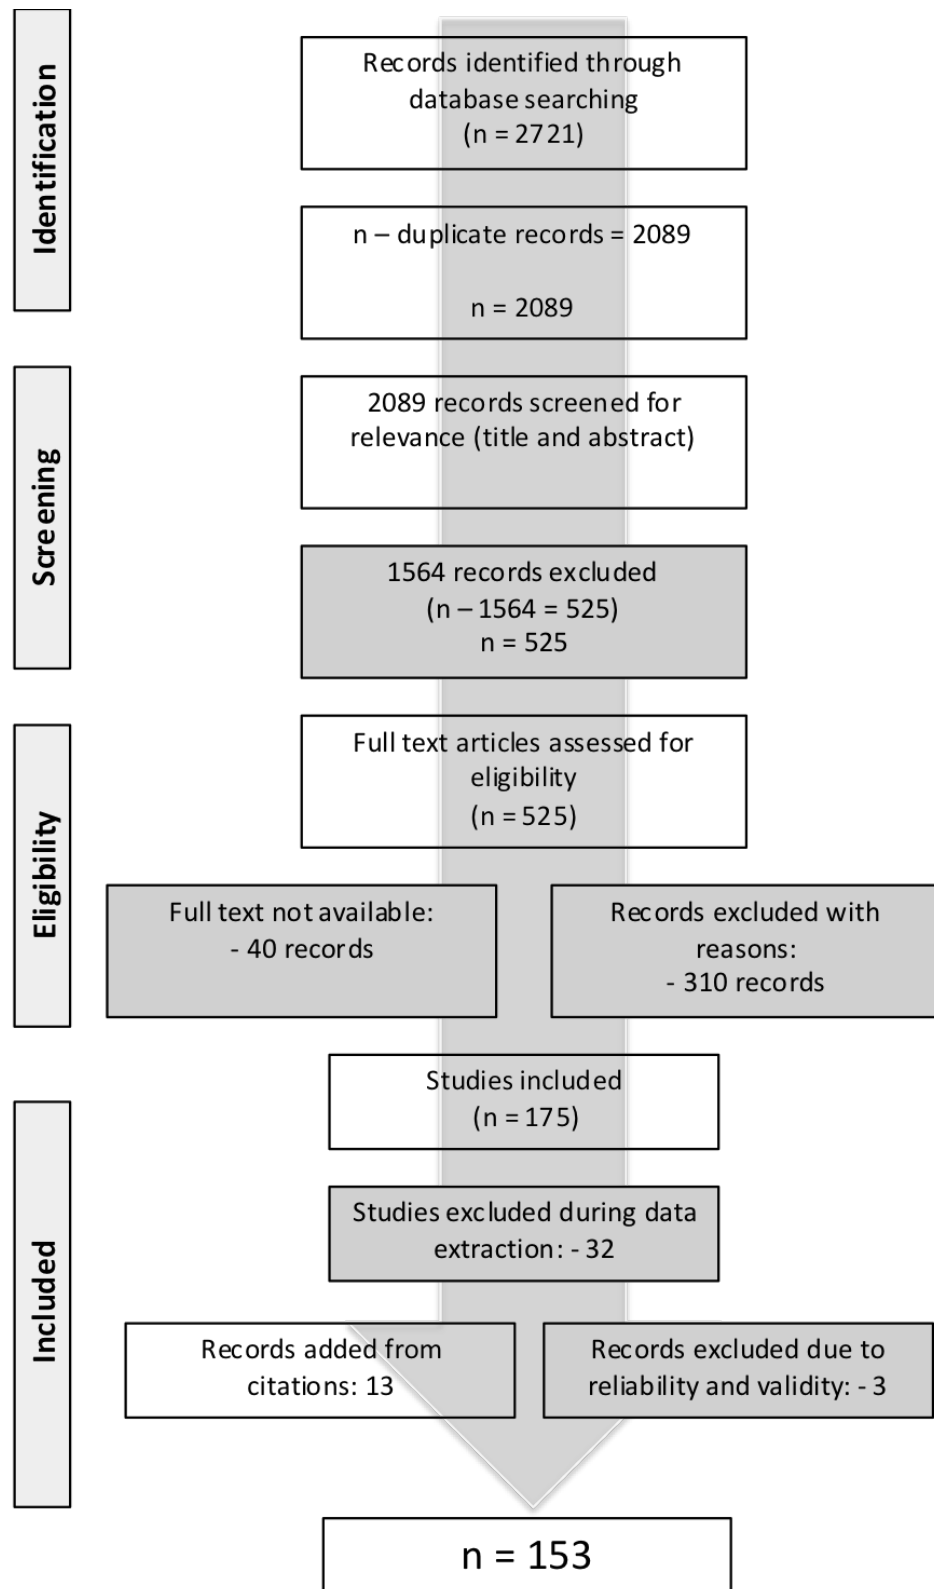 Identification
Records identified through
database searching
(n = 2721)
n – duplicate records = 2089
n = 2089
Screening
2089 records screened for
relevance (title and abstract)
1564 records excluded
(n – 1564 = 525)
n = 525
Eligibility
Full text articles assessed for
eligibility
(n = 525)
Full text not available:
- 40 records
Records excluded with
reasons:
- 310 records
Included
Studies included
(n = 175)
Studies excluded during data
extraction: - 32
Records added from
citations: 13
Records excluded due to
reliability and validity: - 3
n = 153